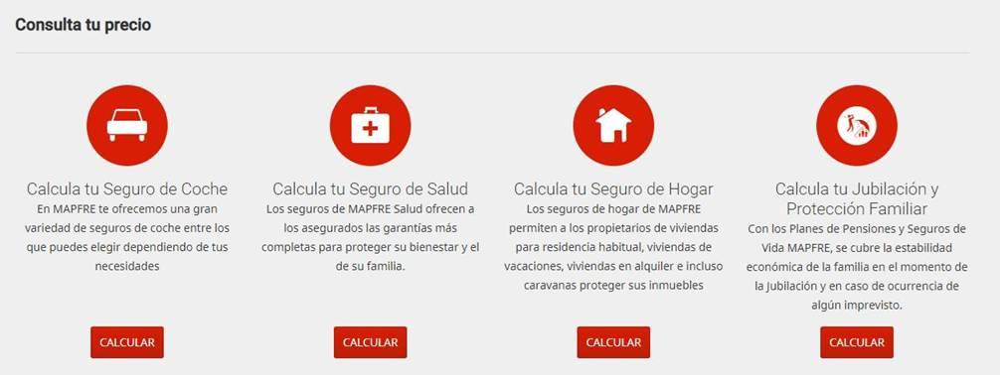 Consulta tu precio
Calcula tu Seguro de Coche
En MAPFRE te ofrecemos una gran
variedad de seguros de coche entre los
que puedes elegir dependiendo de tus
necesidades
CALCULAR
Calcula tu Seguro de Salud
Los seguros de MAPFRE Salud ofrecen a
los asegurados las garantías más
completas para proteger su bienestar y el
de su familia.
CALCULAR
Calcula tu Seguro de Hogar
Los seguros de hogar de MAPFRE
permiten a los propietarios de viviendas
para residencia habitual, viviendas de
vacaciones, viviendas en alquiler e incluso
caravanas proteger sus inmuebles
CALCULAR
Calcula tu Jubilación y
Protección Familiar
Con los Planes de Pensiones y Seguros de
Vida MAPFRE, se cubre la estabilidad
económica de la familia en el momento de
la Jubilación y en caso de ocurrencia de
algún imprevisto.
CALCULAR